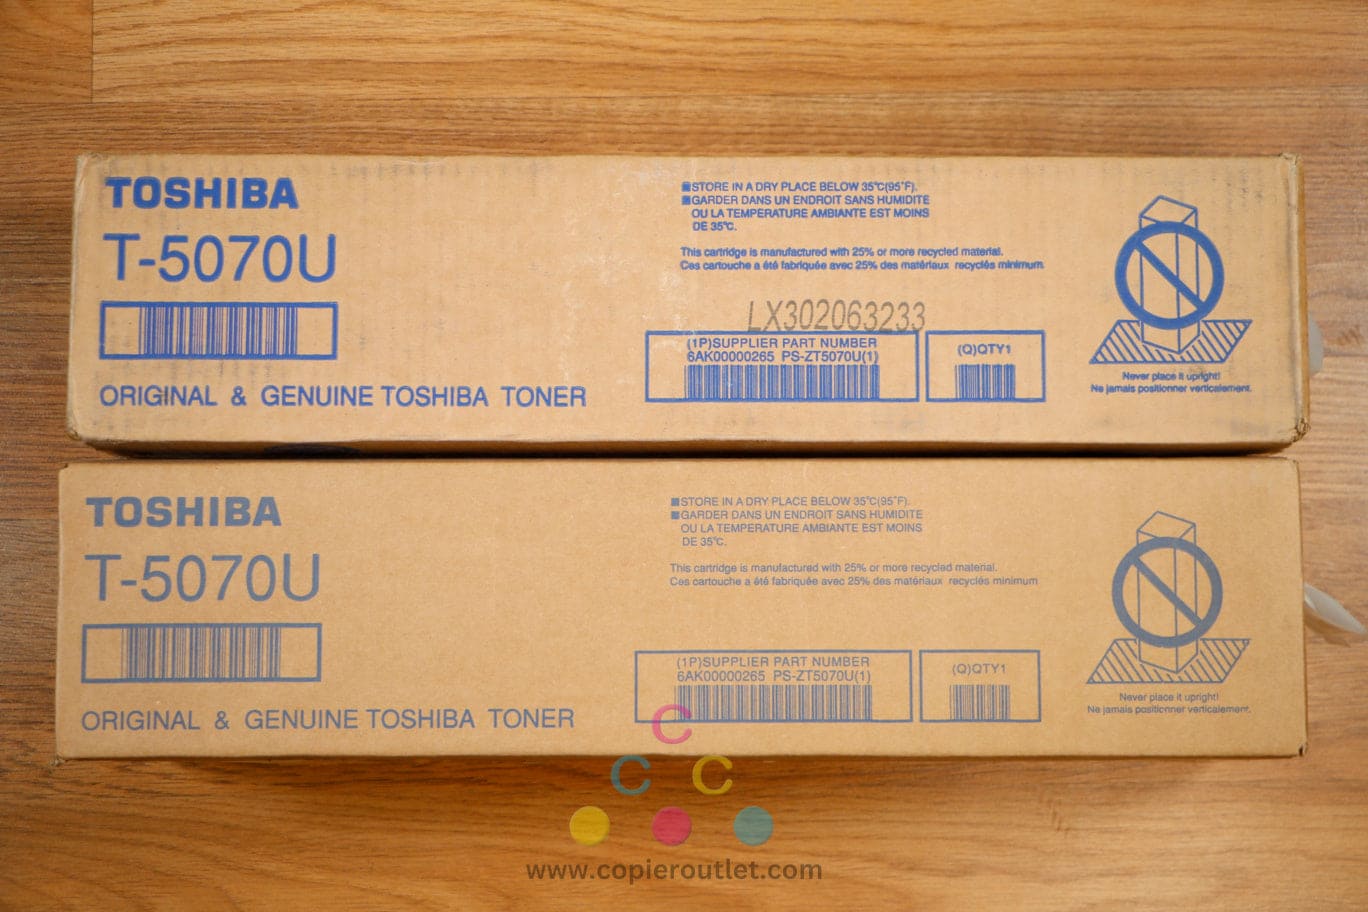 TOSHIBA
T-5070U
ORIGINAL & GENUINE TOSHIBA TONER
■STORE IN A DRY PLACE BELOW 35°C(95°F).
■GARDER DANS UN ENDROIT SANS HUMIDITE
OU LA TEMPERATURE AMBIANTE EST MOINS
DE 35°C.
This cartridge is manufactured with 25% or more recycled material.
Ces cartouche a été fabriquée avec 25% des matériaux recyclés minimum.
LX302063233
(1P)SUPPLIER PART NUMBER
6AK00000265 PS-ZT5070U(1)
(Q)QTY1
Never place it upright!
Ne jamais positionner verticalement.
TOSHIBA
T-5070U
ORIGINAL & GENUINE TOSHIBA TONER
■STORE IN A DRY PLACE BELOW 35°C(95°F).
■GARDER DANS UN ENDROIT SANS HUMIDITE
OU LA TEMPERATURE AMBIANTE EST MOINS
DE 35°C.
This cartridge is manufactured with 25% or more recycled material.
Ces cartouche a été fabriquée avec 25% des matériaux recyclés minimum
(1P)SUPPLIER PART NUMBER
6AK00000265 PS-ZT5070U(1)
(Q)QTY1
Never place it upright!
Ne jamais positionner verticalement.
C
C C
www.copieroutlet.com